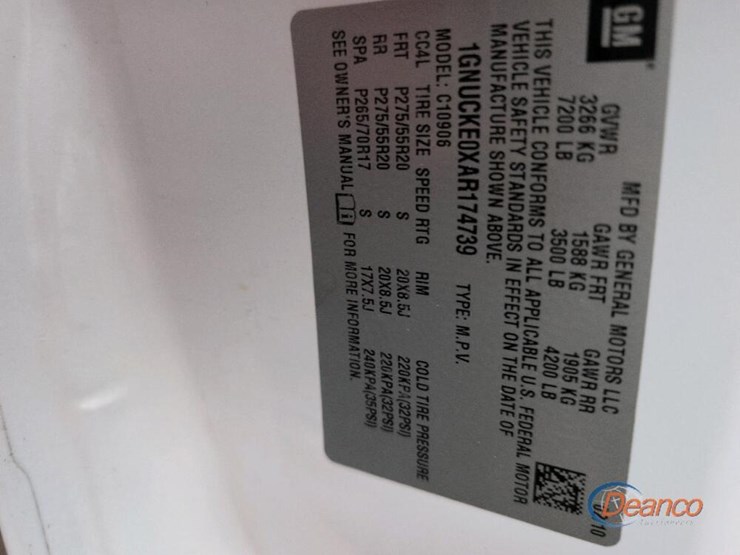 GM
MFD BY GENERAL MOTORS LLC
GVWR GAWR FRT GAWR RR
3266 KG 1588 KG 1905 KG
7200 LB 3500 LB 4200 LB
THIS VEHICLE CONFORMS TO ALL APPLICABLE U.S. FEDERAL MOTOR
VEHICLE SAFETY STANDARDS IN EFFECT ON THE DATE OF
MANUFACTURE SHOWN ABOVE.
1GNUCKE0XAR174739 TYPE: M.P.V.
MODEL: C10906
CC4L TIRE SIZE SPEED RTG RIM COLD TIRE PRESSURE
FRT P275/55R20 S 20X8.5J 220KPA(32PSI)
RR P275/55R20 S 20X8.5J 220KPA(32PSI)
SPA P265/70R17 S 17X7.5J 240KPA(35PSI)
SEE OWNER'S MANUAL FOR MORE INFORMATION.
Deanco